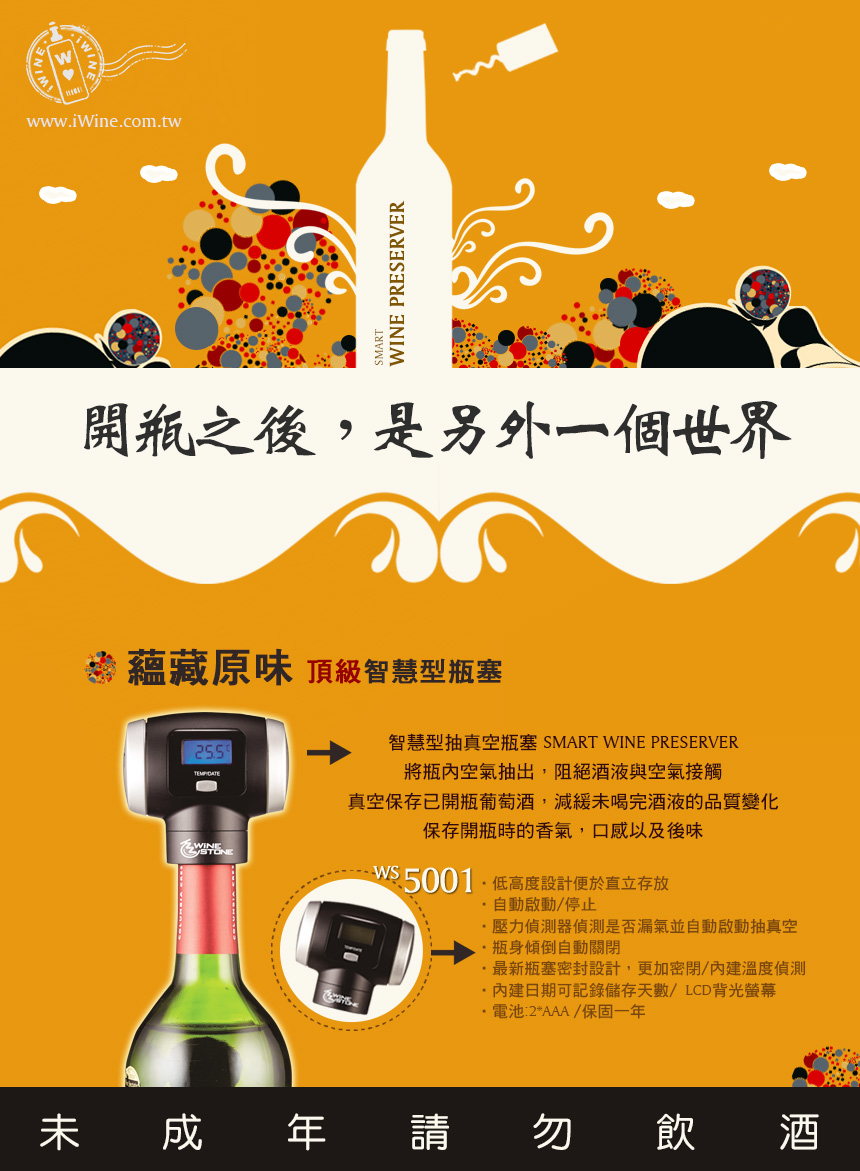 iWINE
iWINE
W
www.iWine.com.tw
SMART
WINE PRESERVER
開瓶之後，是另外一個世界
蘊藏原味 頂級智慧型瓶塞
25.5°
TEMP/DATE
WINE
STONE
智慧型抽真空瓶塞 SMART WINE PRESERVER
將瓶內空氣抽出，阻絕酒液與空氣接觸
真空保存已開瓶葡萄酒，減緩未喝完酒液的品質變化
保存開瓶時的香氣，口感以及後味
WS 5001
TEMP/DATE
WINE
STONE
・低高度設計便於直立存放
・自動啟動/停止
・壓力偵測器偵測是否漏氣並自動啟動抽真空
・瓶身傾倒自動關閉
・最新瓶塞密封設計，更加密閉/內建溫度偵測
・內建日期可記錄儲存天數/ LCD背光螢幕
・電池:2*AAA /保固一年
未成年請勿飲酒